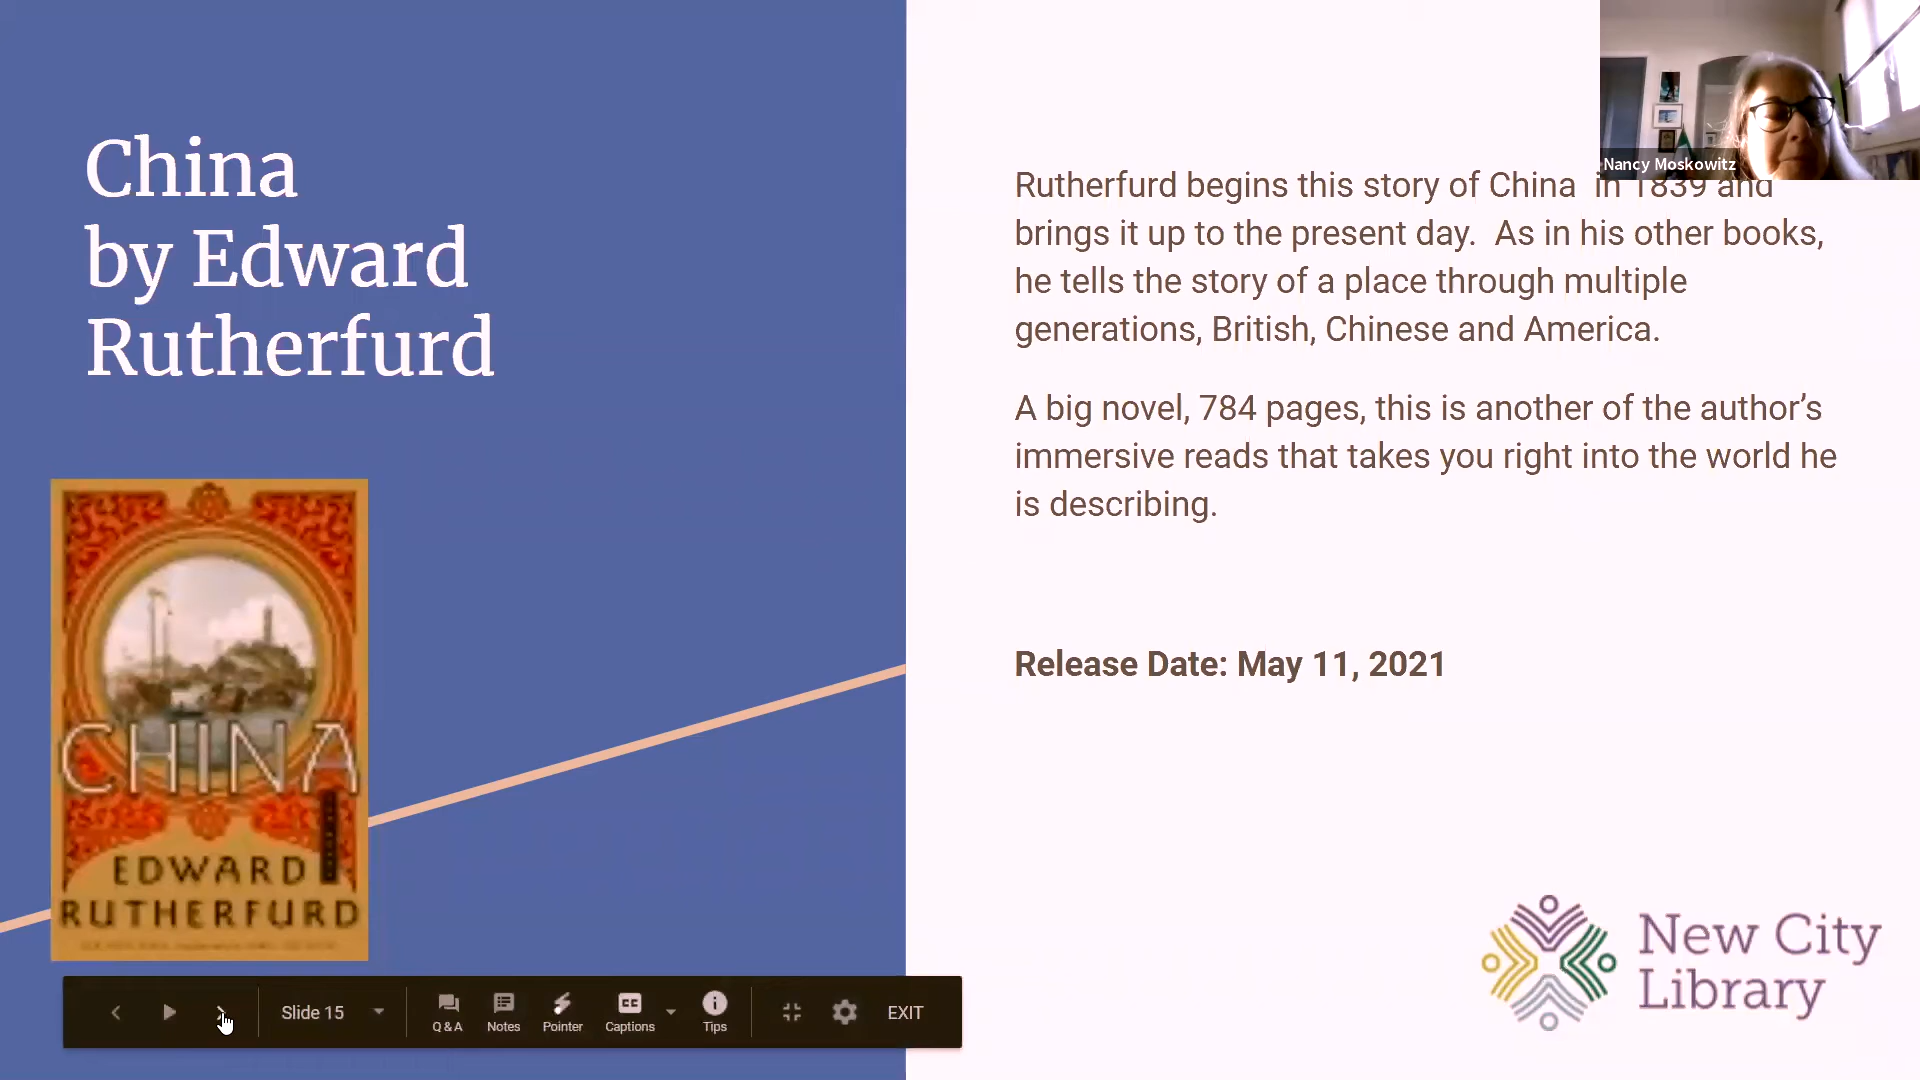 China
by Edward
Rutherfurd
Nancy Moskowitz
Rutherfurd begins this story of China in 1839 and
brings it up to the present day. As in his other books,
he tells the story of a place through multiple
generations, British, Chinese and America.
A big novel, 784 pages, this is another of the author’s
immersive reads that takes you right into the world he
is describing.
Release Date: May 11, 2021
CHINA
EDWARD
RUTHERFURD
New City
Library
Slide 15
Q & A
Notes
Pointer
Captions
Tips
EXIT